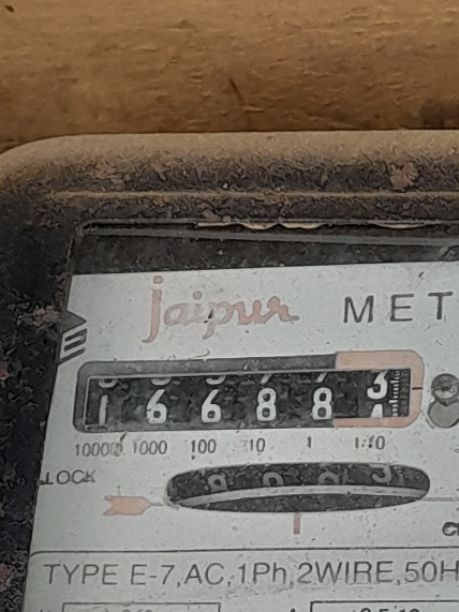 Jaipur MET
1 6 6 8 8 3
10000 1000 100 10 1 1/10
LOCK
TYPE E-7,AC,1Ph,2WIRE,50H